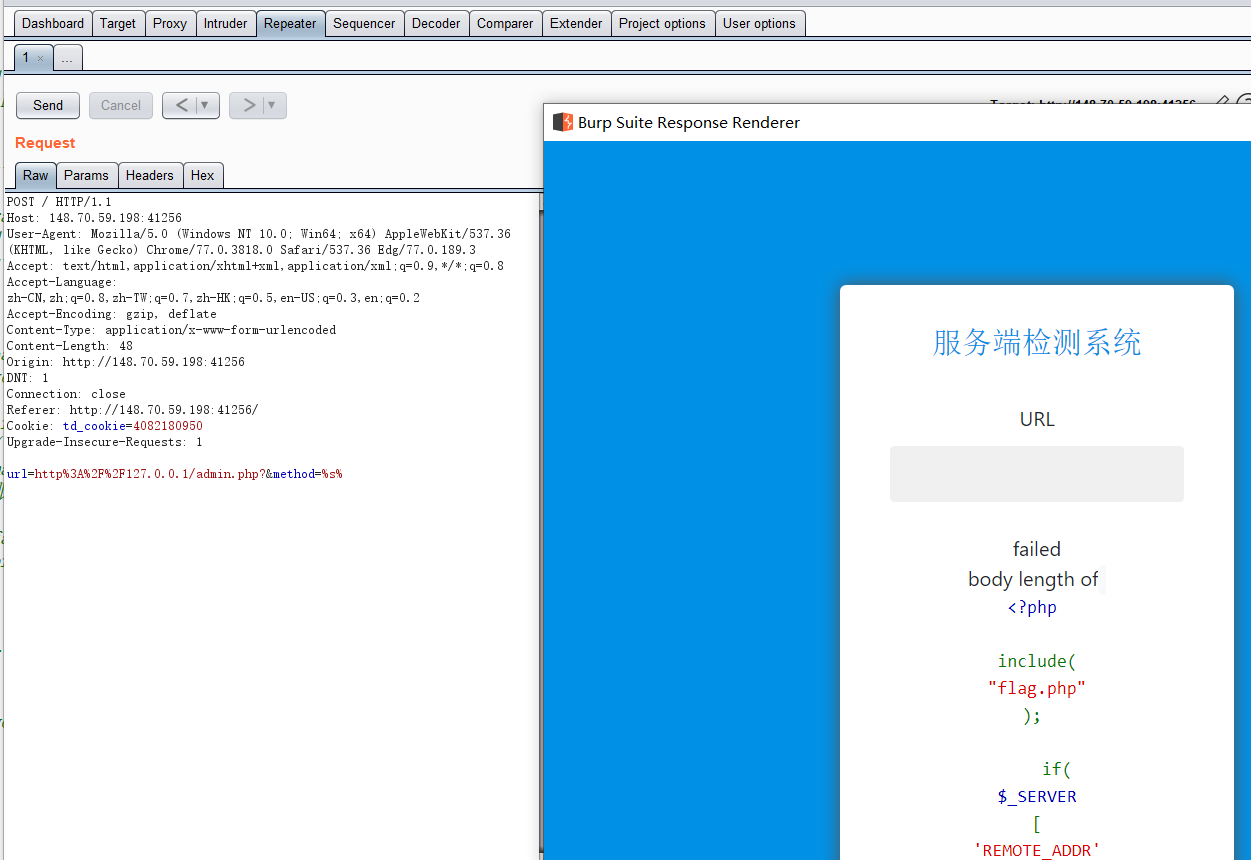 Dashboard Target Proxy Intruder Repeater Sequencer Decoder Comparer Extender Project options User options
1 × ...
Send Cancel < ▼ > ▼
Target: http://148.70.59.198:41256
Request
Raw Params Headers Hex
POST / HTTP/1.1
Host: 148.70.59.198:41256
User-Agent: Mozilla/5.0 (Windows NT 10.0; Win64; x64) AppleWebKit/537.36
(KHTML, like Gecko) Chrome/77.0.3818.0 Safari/537.36 Edg/77.0.189.3
Accept: text/html,application/xhtml+xml,application/xml;q=0.9,*/*;q=0.8
Accept-Language:
zh-CN,zh;q=0.8,zh-TW;q=0.7,zh-HK;q=0.5,en-US;q=0.3,en;q=0.2
Accept-Encoding: gzip, deflate
Content-Type: application/x-www-form-urlencoded
Content-Length: 48
Origin: http://148.70.59.198:41256
DNT: 1
Connection: close
Referer: http://148.70.59.198:41256/
Cookie: td_cookie=4082180950
Upgrade-Insecure-Requests: 1
url=http%3A%2F%2F127.0.0.1/admin.php?&method=%s%
Burp Suite Response Renderer
服务端检测系统
URL
failed
body length of
<?php
include(
"flag.php"
);
if(
$_SERVER
[
'REMOTE_ADDR'